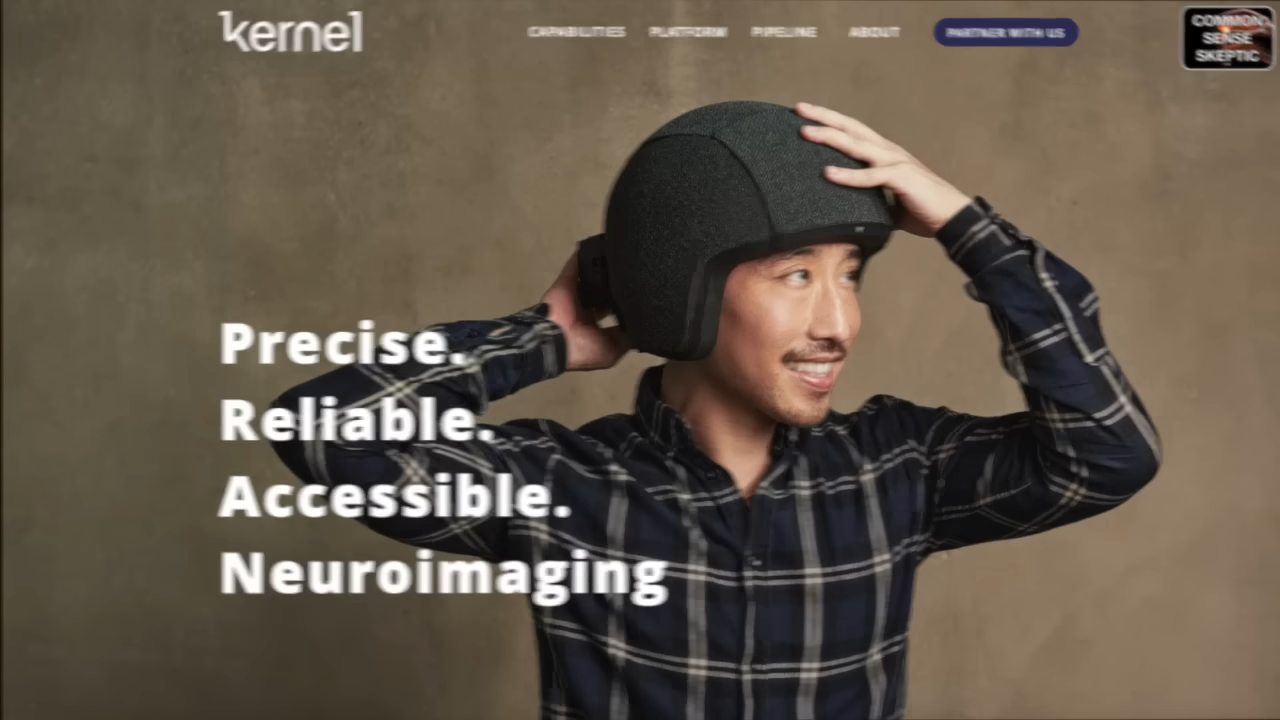 kernel
CAPABILITIES PLATFORM PIPELINE ABOUT PARTNER WITH US
COMMON
SENSE
SKEPTIC
Precise.
Reliable.
Accessible.
Neuroimaging